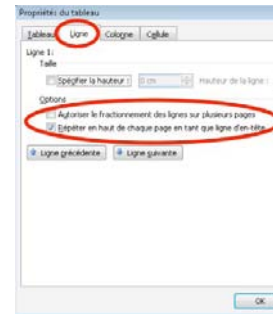 Propriétés du tableau
Tableau Ligne Colonne Cellule
Ligne 1:
Taille
Spécifier la hauteur : 0 cm Hauteur de la ligne :
Options
Autoriser le fractionnement des lignes sur plusieurs pages
Répéter en haut de chaque page en tant que ligne d'en-tête
Ligne précédente Ligne suivante
OK